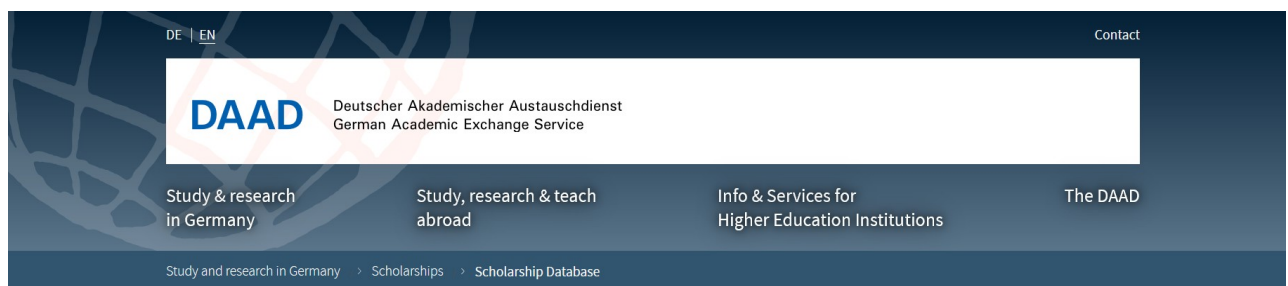 DE | EN
Contact
DAAD
Deutscher Akademischer Austauschdienst
German Academic Exchange Service
Study & research
in Germany
Study, research & teach
abroad
Info & Services for
Higher Education Institutions
The DAAD
Study and research in Germany › Scholarships › Scholarship Database